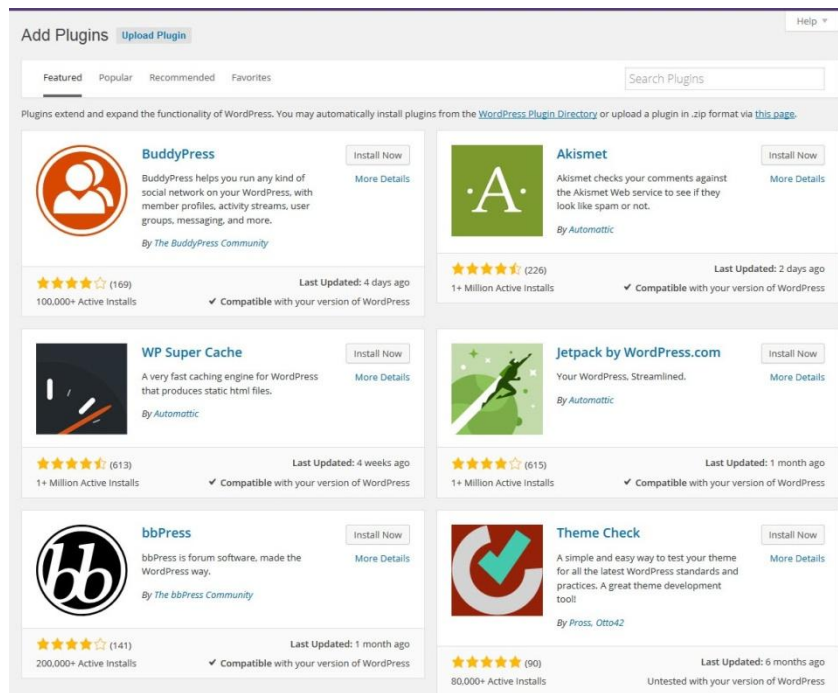 Help
Add Plugins Upload Plugin
Featured Popular Recommended Favorites Search Plugins
Plugins extend and expand the functionality of WordPress. You may automatically install plugins from the WordPress Plugin Directory or upload a plugin in .zip format via this page.
BuddyPress
Install Now
BuddyPress helps you run any kind of
More Details
social network on your WordPress, with
member profiles, activity streams, user
groups, messaging, and more.
By The BuddyPress Community
(169)
Last Updated: 4 days ago
100,000+ Active Installs
✔ Compatible with your version of WordPress
·A·
Akismet
Install Now
Akismet checks your comments against
More Details
the Akismet Web service to see if they
look like spam or not.
By Automattic
(226)
Last Updated: 2 days ago
1+ Million Active Installs
✔ Compatible with your version of WordPress
WP Super Cache
Install Now
A very fast caching engine for WordPress
More Details
that produces static html files.
By Automattic
(613)
Last Updated: 4 weeks ago
1+ Million Active Installs
✔ Compatible with your version of WordPress
Jetpack by WordPress.com
Install Now
Your WordPress, Streamlined.
More Details
By Automattic
(615)
Last Updated: 1 month ago
1+ Million Active Installs
✔ Compatible with your version of WordPress
bb
bbPress
Install Now
bbPress is forum software, made the
More Details
WordPress way.
By The bbPress Community
(141)
Last Updated: 1 month ago
200,000+ Active Installs
✔ Compatible with your version of WordPress
Theme Check
Install Now
A simple and easy way to test your theme
More Details
for all the latest WordPress standards and
practices. A great theme development
tool!
By Pross, Otto42
(90)
Last Updated: 6 months ago
80,000+ Active Installs
Untested with your version of WordPress